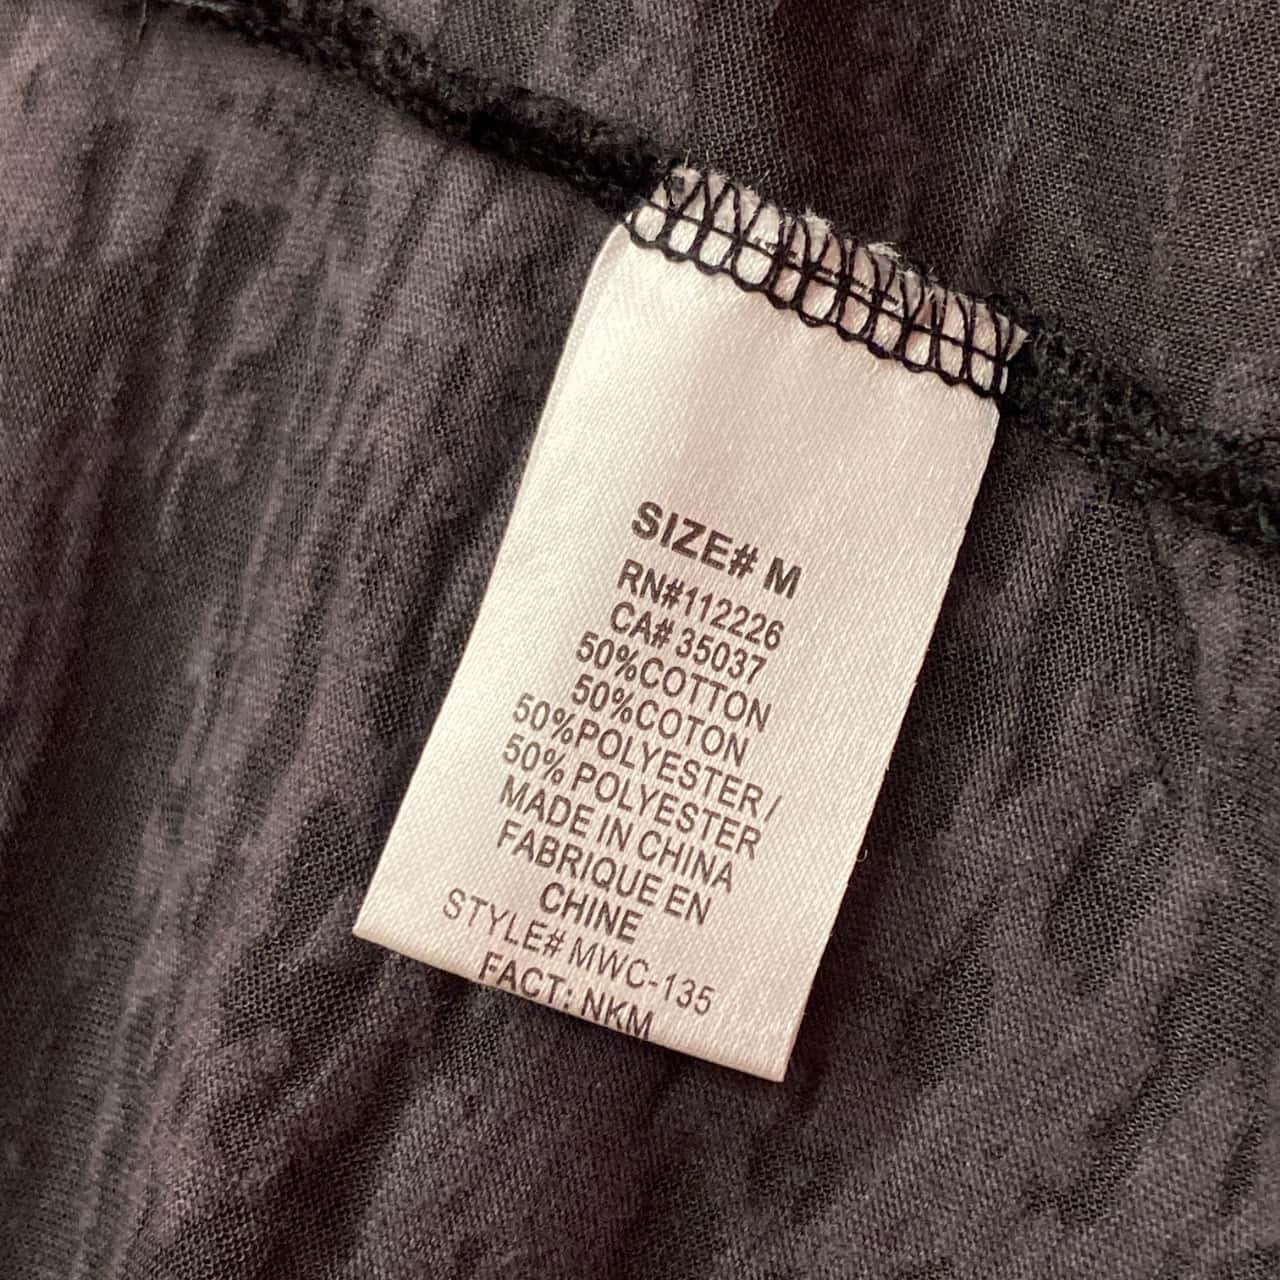 SIZE# M
RN#112226
CA# 35037
50%COTTON
50%COTON
50%POLYESTER /
50% POLYESTER
MADE IN CHINA
FABRIQUE EN
CHINE
STYLE# MWC-135
FACT: NKM